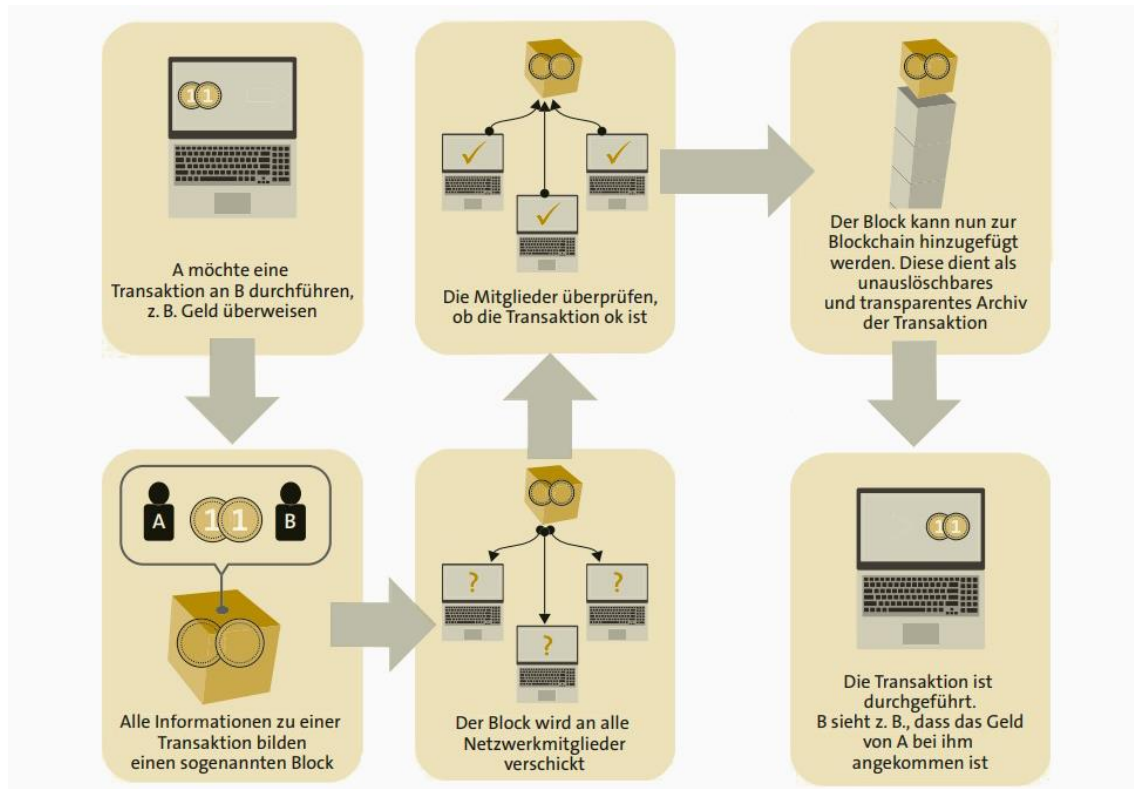 1 1
A möchte eine
Transaktion an B durchführen,
z. B. Geld überweisen
A 1 1 B
Alle Informationen zu einer
Transaktion bilden
einen sogenannten Block
? ?
?
Der Block wird an alle
Netzwerkmitglieder
verschickt
Die Mitglieder überprüfen,
ob die Transaktion ok ist
Der Block kann nun zur
Blockchain hinzugefügt
werden. Diese dient als
unauslöschbares
und transparentes Archiv
der Transaktion
1 1
Die Transaktion ist
durchgeführt.
B sieht z. B., dass das Geld
von A bei ihm
angekommen ist